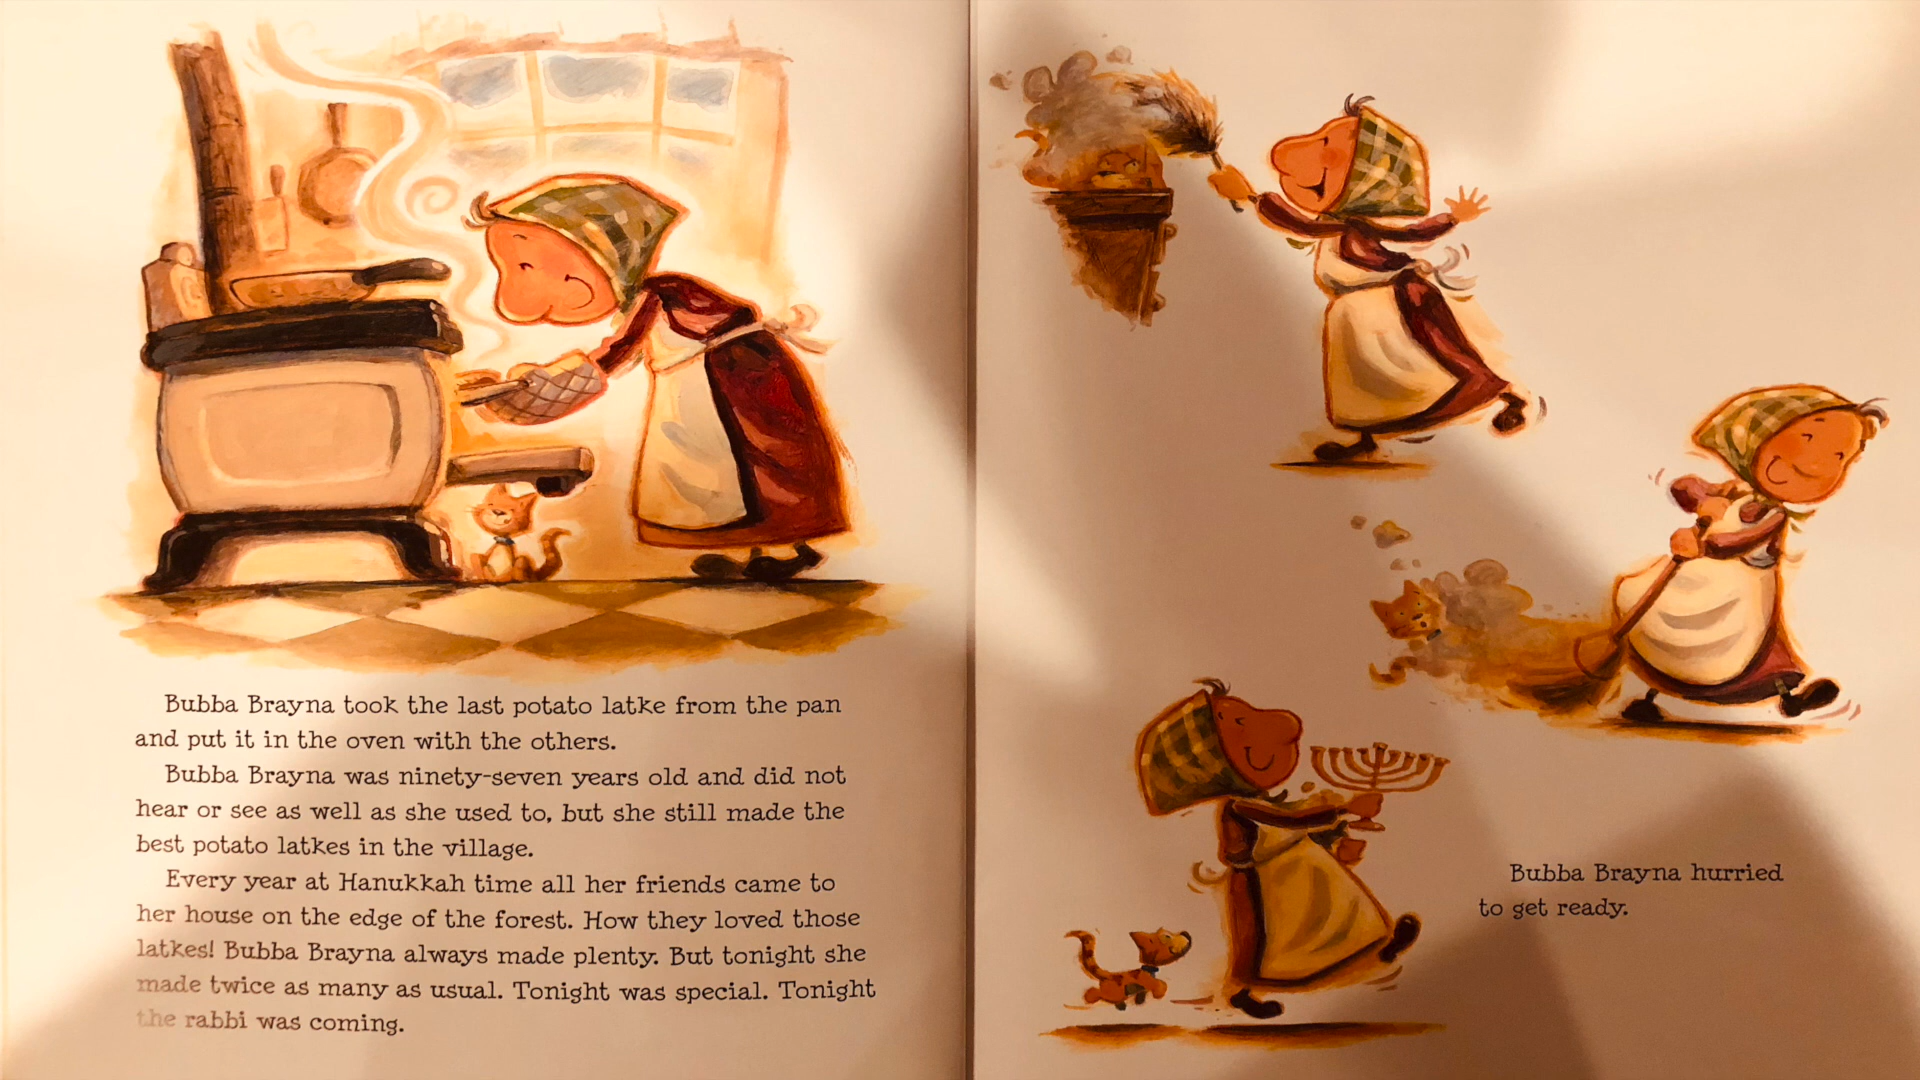 Bubba Brayna took the last potato latke from the pan
and put it in the oven with the others.
Bubba Brayna was ninety-seven years old and did not
hear or see as well as she used to, but she still made the
best potato latkes in the village.
Every year at Hanukkah time all her friends came to
her house on the edge of the forest. How they loved those
latkes! Bubba Brayna always made plenty. But tonight she
made twice as many as usual. Tonight was special. Tonight
the rabbi was coming.
Bubba Brayna hurried
to get ready.